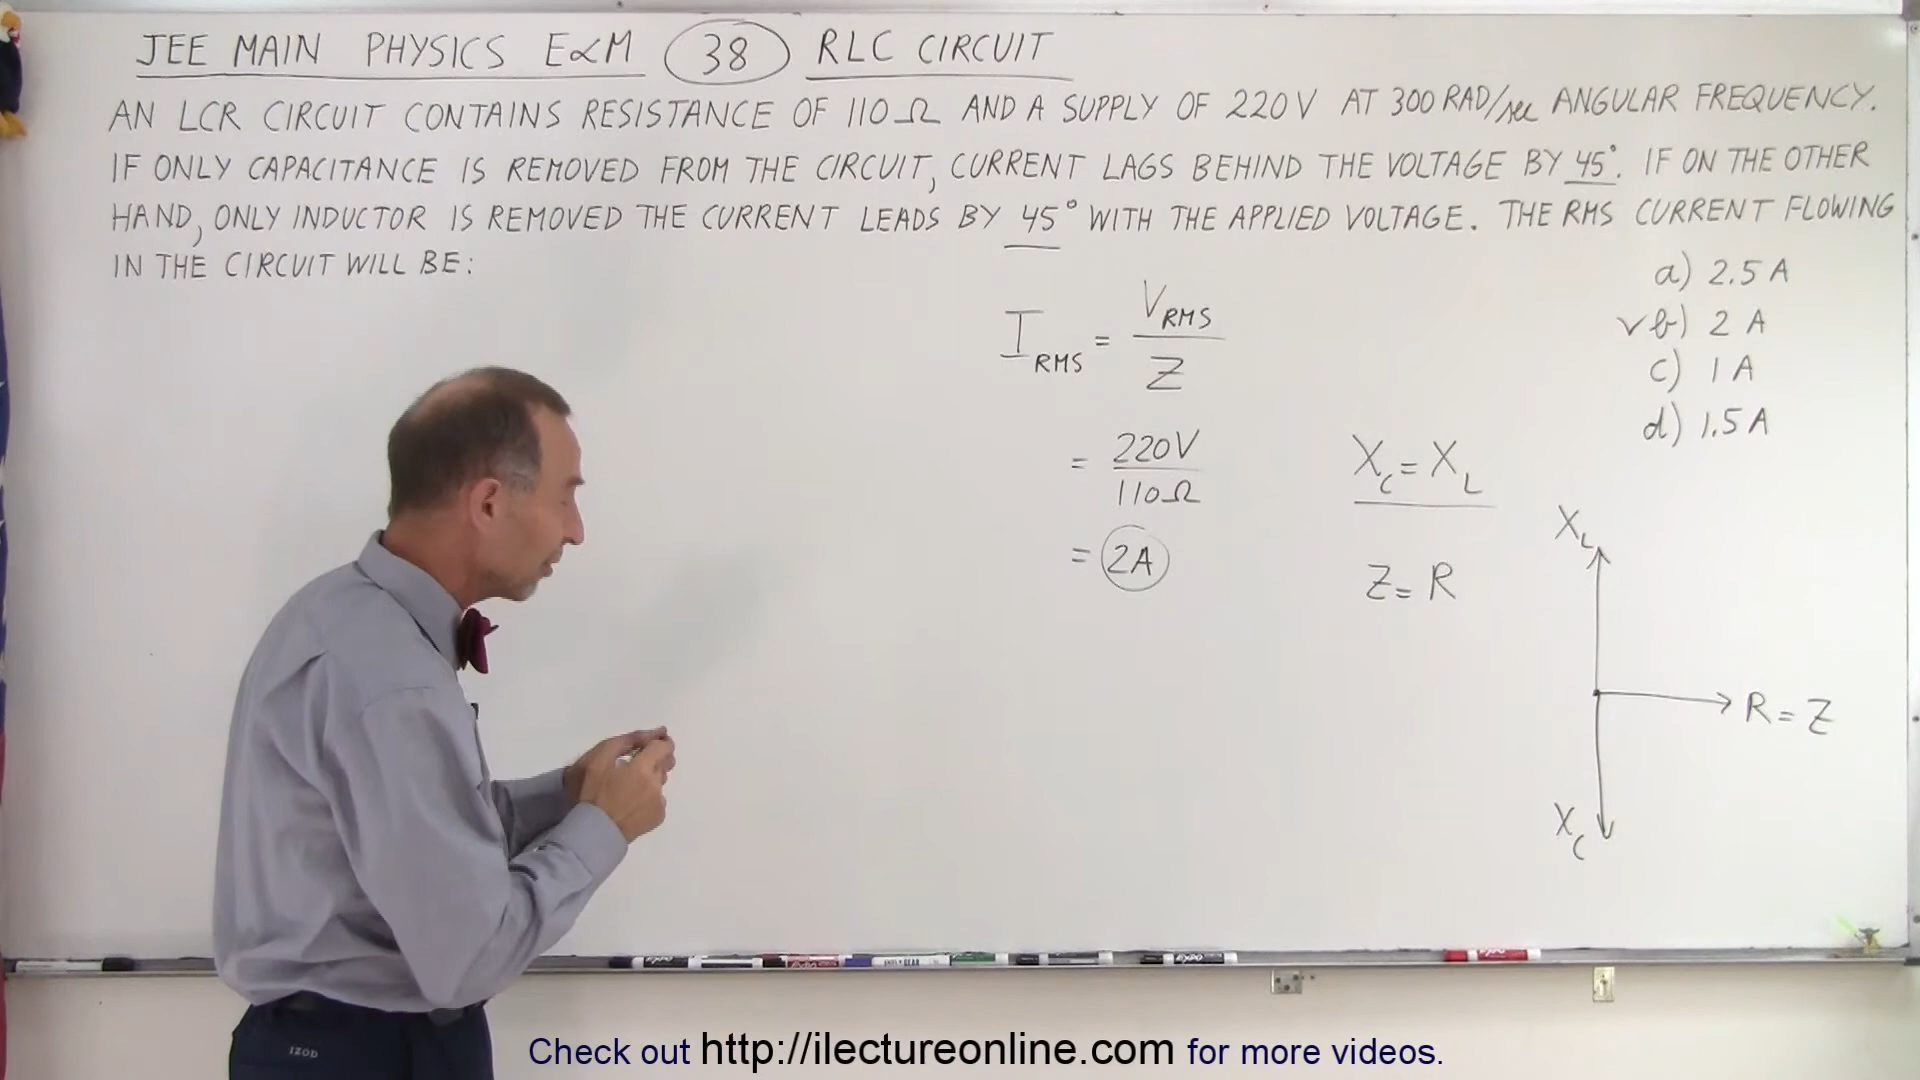 JEE MAIN PHYSICS E&M 38 RLC CIRCUIT
AN LCR CIRCUIT CONTAINS RESISTANCE OF 110 Ω AND A SUPPLY OF 220 V AT 300 RAD/sec ANGULAR FREQUENCY.
IF ONLY CAPACITANCE IS REMOVED FROM THE CIRCUIT, CURRENT LAGS BEHIND THE VOLTAGE BY 45°. IF ON THE OTHER
HAND, ONLY INDUCTOR IS REMOVED THE CURRENT LEADS BY 45° WITH THE APPLIED VOLTAGE. THE RMS CURRENT FLOWING
IN THE CIRCUIT WILL BE:
a) 2.5 A
✓ b) 2 A
c) 1 A
d) 1.5 A
I_RMS = V_RMS / Z
= 220V / 110Ω
= 2A
X_C = X_L
Z = R
X_L
R = Z
X_C
IZOD
Check out http://ilectureonline.com for more videos.